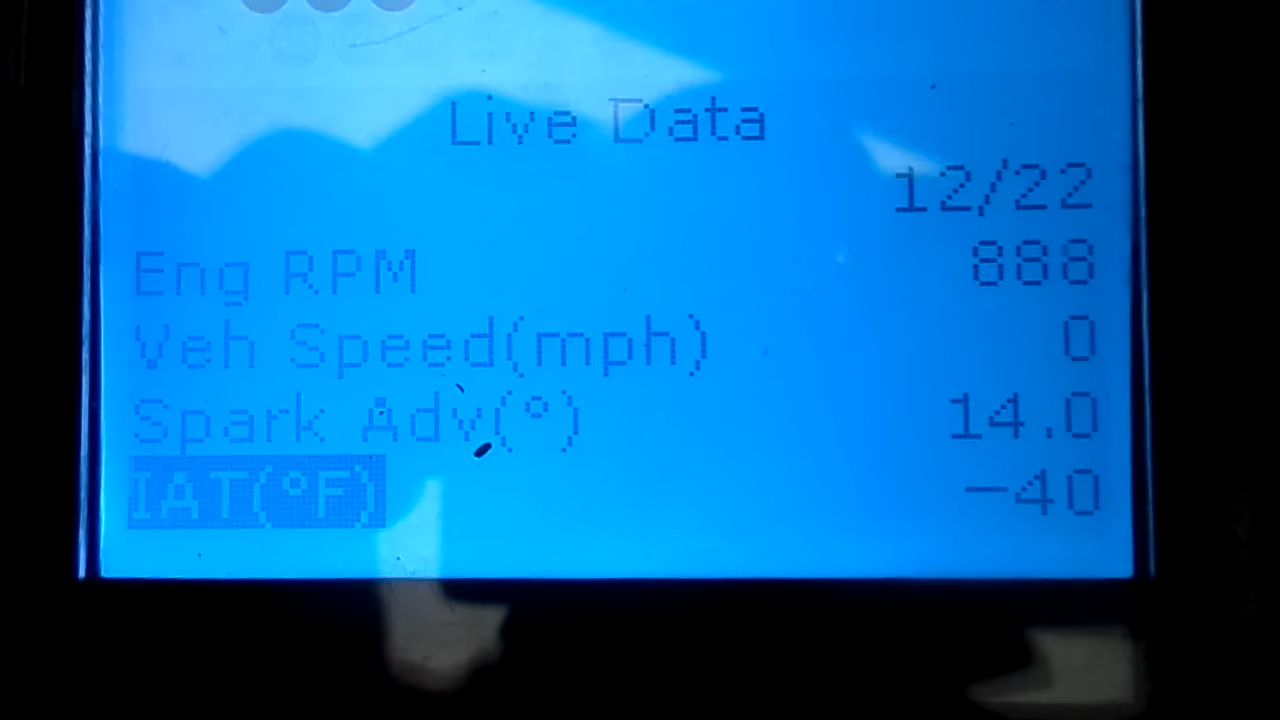 Live Data
12/22
Eng RPM 888
Veh Speed(mph) 0
Spark Adv(°) 14.0
IAT(°F) −40